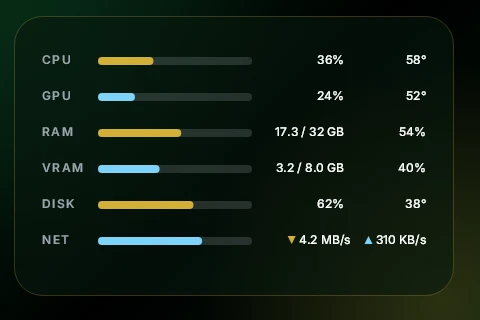 CPU 36% 58°
GPU 24% 52°
RAM 17.3 / 32 GB 54%
VRAM 3.2 / 8.0 GB 40%
DISK 62% 38°
NET ▼ 4.2 MB/s ▲ 310 KB/s